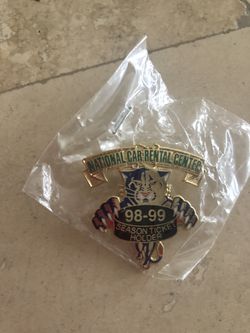 NATIONAL CAR RENTAL CENTER
98-99
SEASON TICKET
HOLDER